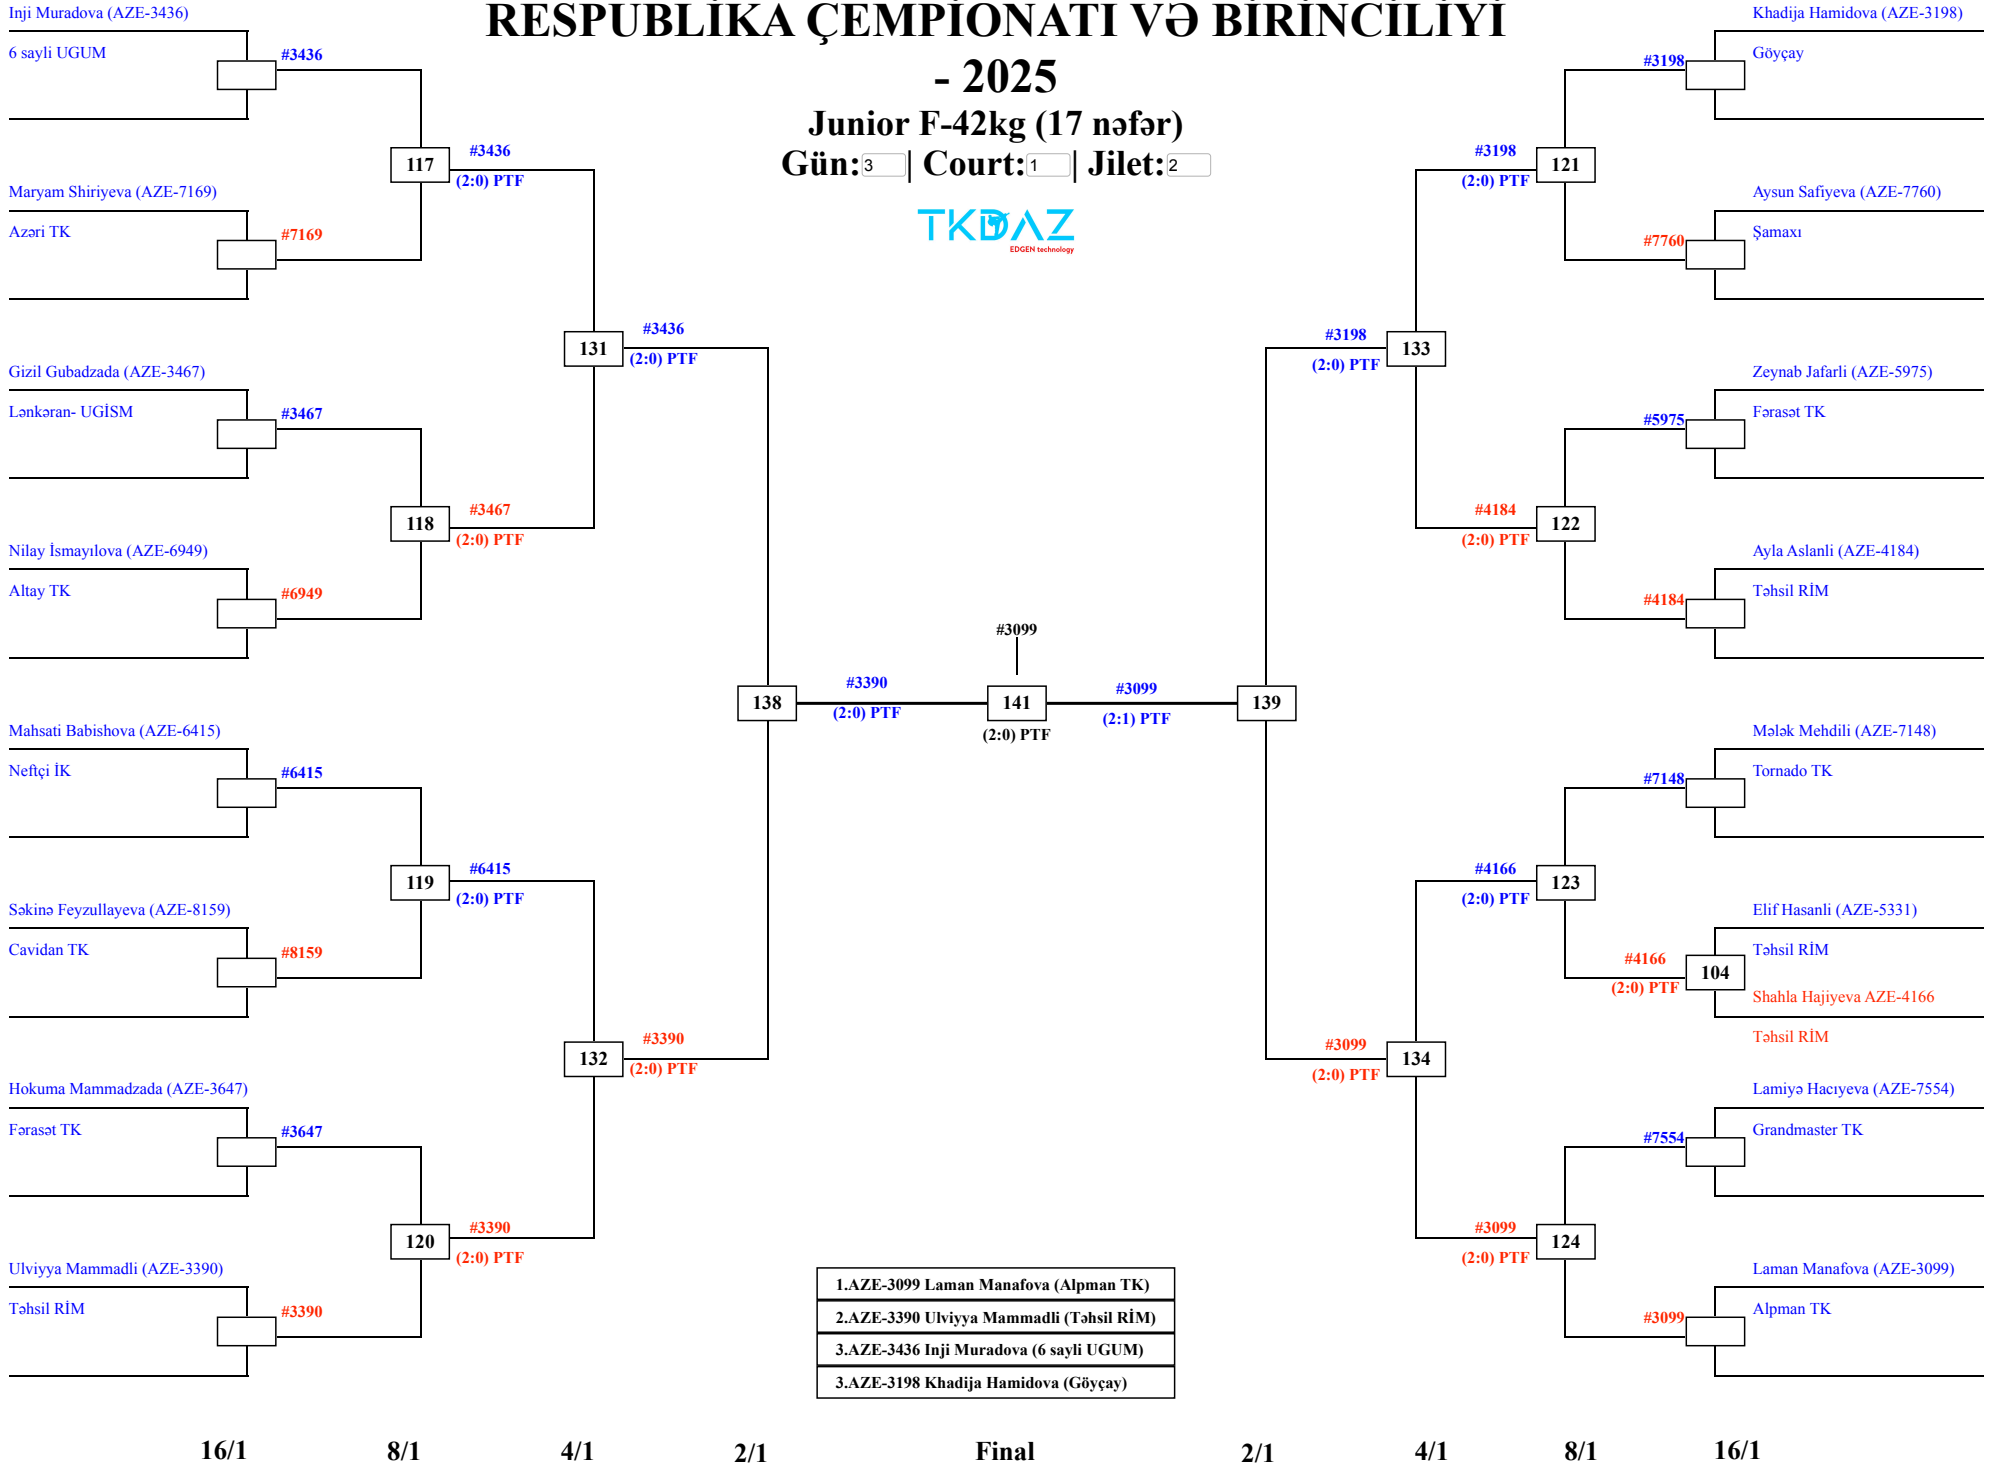 RESPUBLİKA ÇEMPİONATI VƏ BİRİNCİLİYİ
- 2025
Junior F-42kg (17 nəfər)
Gün: 3 | Court: 1 | Jilet: 2
TKDAZ
EDGEN technology
Inji Muradova (AZE-3436)
6 sayli UGUM
#3436
Maryam Shiriyeva (AZE-7169)
Azəri TK
#7169
117
#3436
(2:0) PTF
Gizil Gubadzada (AZE-3467)
Lənkəran- UGİSM
#3467
Nilay İsmayılova (AZE-6949)
Altay TK
#6949
118
#3467
(2:0) PTF
131
#3436
(2:0) PTF
Mahsati Babishova (AZE-6415)
Neftçi İK
#6415
Səkinə Feyzullayeva (AZE-8159)
Cavidan TK
#8159
119
#6415
(2:0) PTF
Hokuma Mammadzada (AZE-3647)
Fərasət TK
#3647
Ulviyya Mammadli (AZE-3390)
Təhsil RİM
#3390
120
#3390
(2:0) PTF
132
#3390
(2:0) PTF
138
#3390
(2:0) PTF
#3099
141
(2:0) PTF
#3099
(2:1) PTF
139
#3198
(2:0) PTF
133
#3198
(2:0) PTF
121
#3198
Khadija Hamidova (AZE-3198)
Göyçay
#7760
Aysun Safiyeva (AZE-7760)
Şamaxı
#4184
(2:0) PTF
122
#5975
Zeynab Jafarli (AZE-5975)
Fərasət TK
#4184
Ayla Aslanli (AZE-4184)
Təhsil RİM
#3099
(2:0) PTF
134
#4166
(2:0) PTF
123
#7148
Mələk Mehdili (AZE-7148)
Tornado TK
#4166
(2:0) PTF
104
Elif Hasanli (AZE-5331)
Təhsil RİM
Shahla Hajiyeva AZE-4166
Təhsil RİM
#3099
(2:0) PTF
124
#7554
Lamiyə Hacıyeva (AZE-7554)
Grandmaster TK
#3099
Laman Manafova (AZE-3099)
Alpman TK
1.AZE-3099 Laman Manafova (Alpman TK)
2.AZE-3390 Ulviyya Mammadli (Təhsil RİM)
3.AZE-3436 Inji Muradova (6 sayli UGUM)
3.AZE-3198 Khadija Hamidova (Göyçay)
16/1 8/1 4/1 2/1 Final 2/1 4/1 8/1 16/1